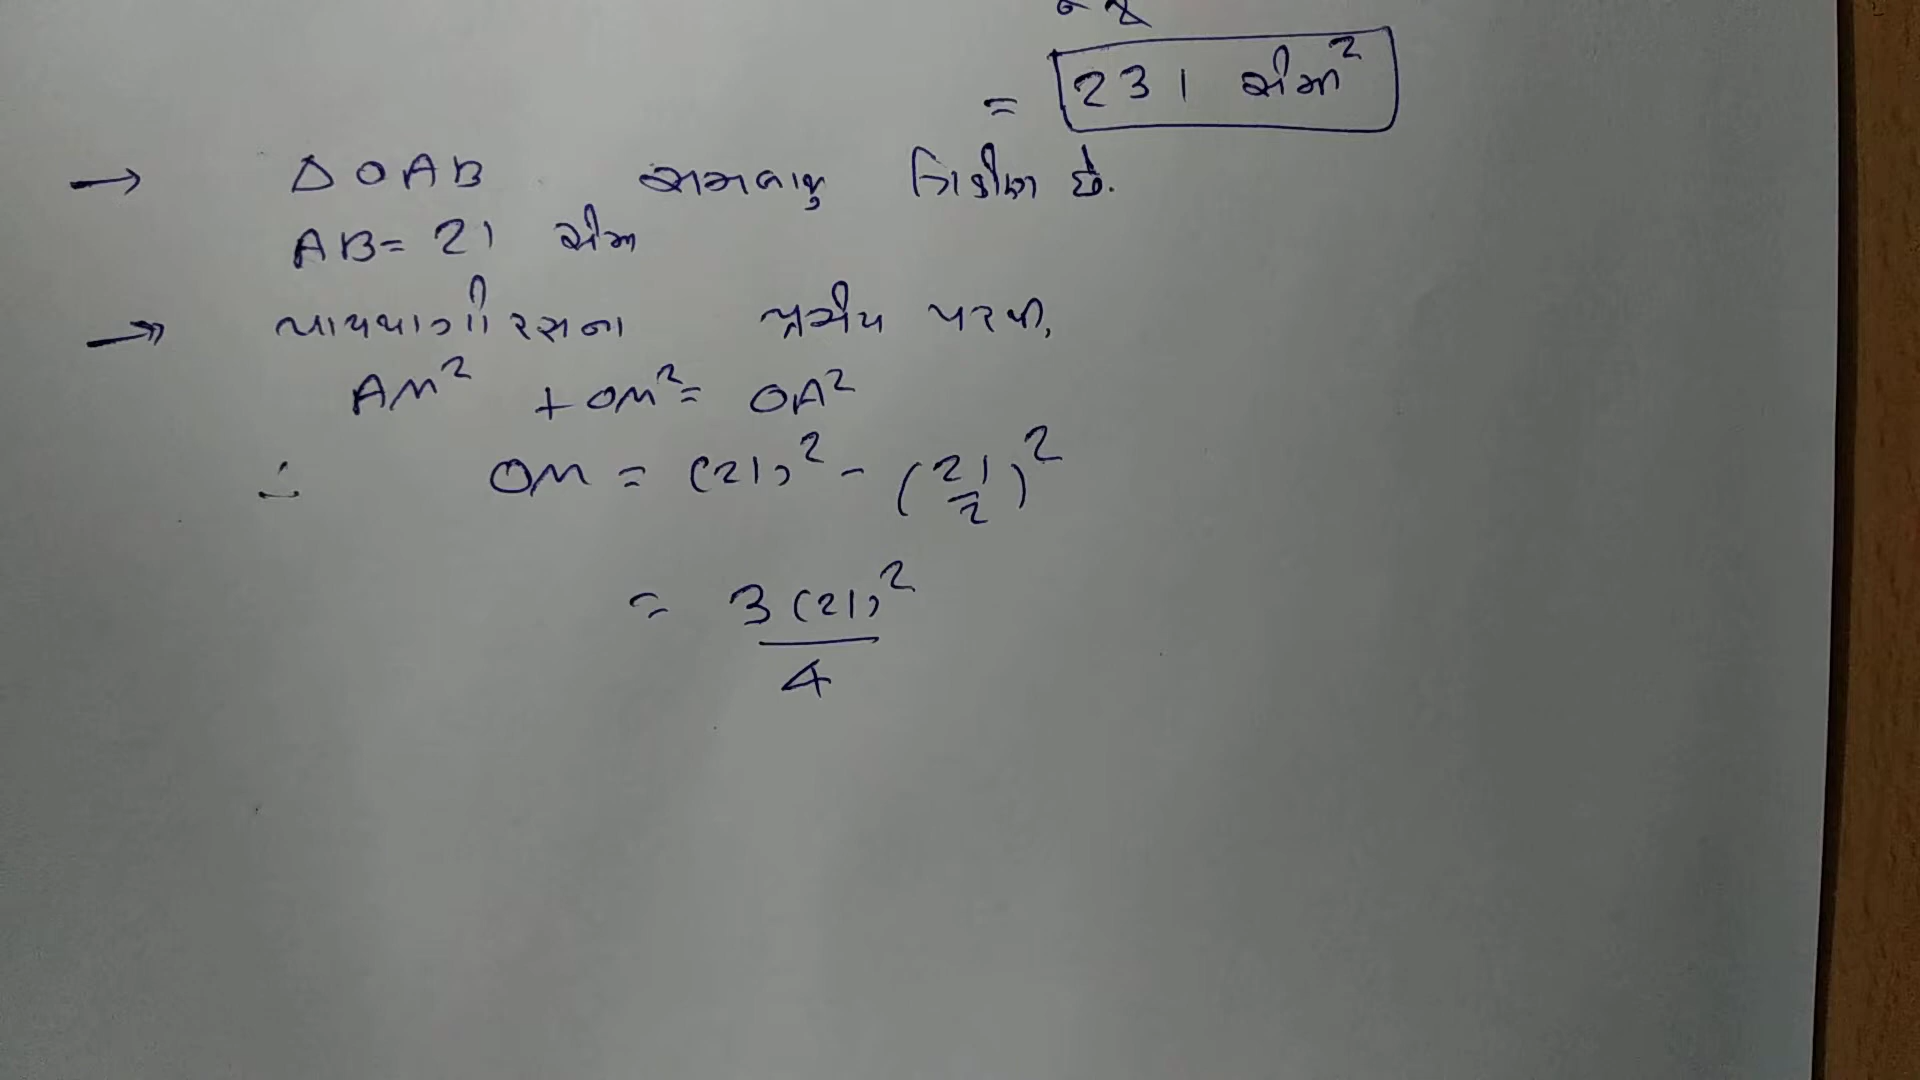 = 231 સેમી²
→ △OAB સમબાજુ ત્રિકોણ છે.
AB = 21 સેમી
→ પાયથાગોરસના પ્રમેય પરથી,
AM² + OM² = OA²
∴ OM = (21)² - (21/2)²
= 3(21)²/4